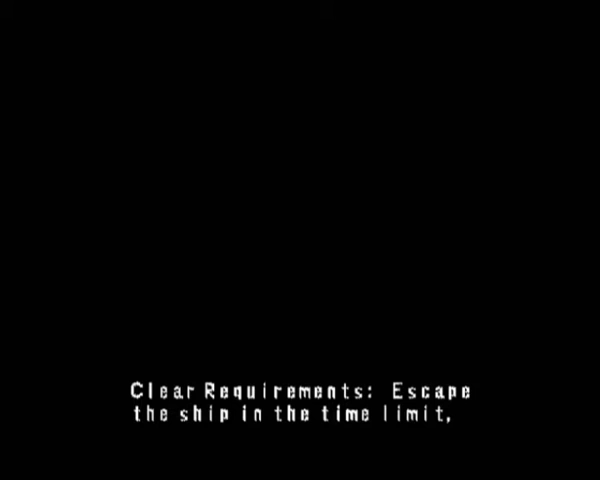 Clear Requirements: Escape
the ship in the time limit,